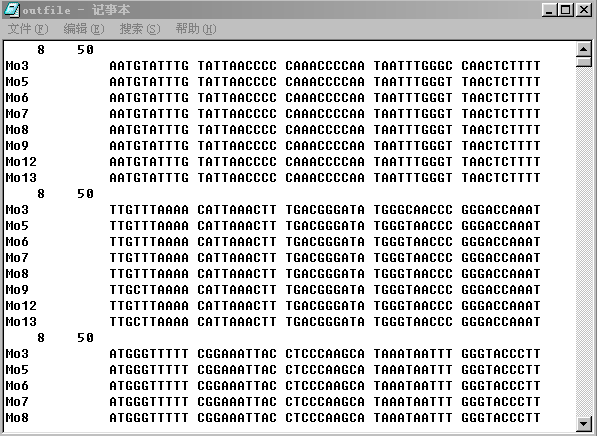 outfile - 记事本
文件(F) 编辑(E) 搜索(S) 帮助(H)
8 50
Mo3 AATGTATTTG TATTAACCCC CAAACCCCAA TAATTTGGGC CAACTCTTTT
Mo5 AATGTATTTG TATTAACCCC CAAACCCCAA TAATTTGGGT TAACTCTTTT
Mo6 AATGTATTTG TATTAACCCC CAAACCCCAA TAATTTGGGT TAACTCTTTT
Mo7 AATGTATTTG TATTAACCCC CAAACCCCAA TAATTTGGGT TAACTCTTTT
Mo8 AATGTATTTG TATTAACCCC CAAACCCCAA TAATTTGGGT TAACTCTTTT
Mo9 AATGTATTTG TATTAACCCC CAAACCCCAA TAATTTGGGT TAACTCTTTT
Mo12 AATGTATTTG TATTAACCCC CAAACCCCAA TAATTTGGGT TAACTCTTTT
Mo13 AATGTATTTG TATTAACCCC CAAACCCCAA TAATTTGGGT TAACTCTTTT
8 50
Mo3 TTGTTTAAAA CATTAAACTT TGACGGGATA TGGGCAACCC GGGACCAAAT
Mo5 TTGTTTAAAA CATTAAACTT TGACGGGATA TGGGTAACCC GGGACCAAAT
Mo6 TTGTTTAAAA CATTAAACTT TGACGGGATA TGGGTAACCC GGGACCAAAT
Mo7 TTGTTTAAAA CATTAAACTT TGACGGGATA TGGGTAACCC GGGACCAAAT
Mo8 TTGTTTAAAA CATTAAACTT TGACGGGATA TGGGTAACCC GGGACCAAAT
Mo9 TTGCTTAAAA CATTAAACTT TGACGGGATA TGGGTAACCC GGGACCAAAT
Mo12 TTGTTTAAAA CATTAAACTT TGACGGGATA TGGGTAACCC GGGACCAAAT
Mo13 TTGCTTAAAA CATTAAACTT TGACGGGATA TGGGTAACCC GGGACCAAAT
8 50
Mo3 ATGGGTTTTT CGGAAATTAC CCTCCCAAGCA TAAATAATTT GGGTACCCTT
Mo5 ATGGGTTTTT CGGAAATTAC CTCCCAAGCA TAAATAATTT GGGTACCCTT
Mo6 ATGGGTTTTT CGGAAATTAC CTCCCAAGCA TAAATAATTT GGGTACCCTT
Mo7 ATGGGTTTTT CGGAAATTAC CTCCCAAGCA TAAATAATTT GGGTACCCTT
Mo8 ATGGGTTTTT CGGAAATTAC CTCCCAAGCA TAAATAATTT GGGTACCCTT